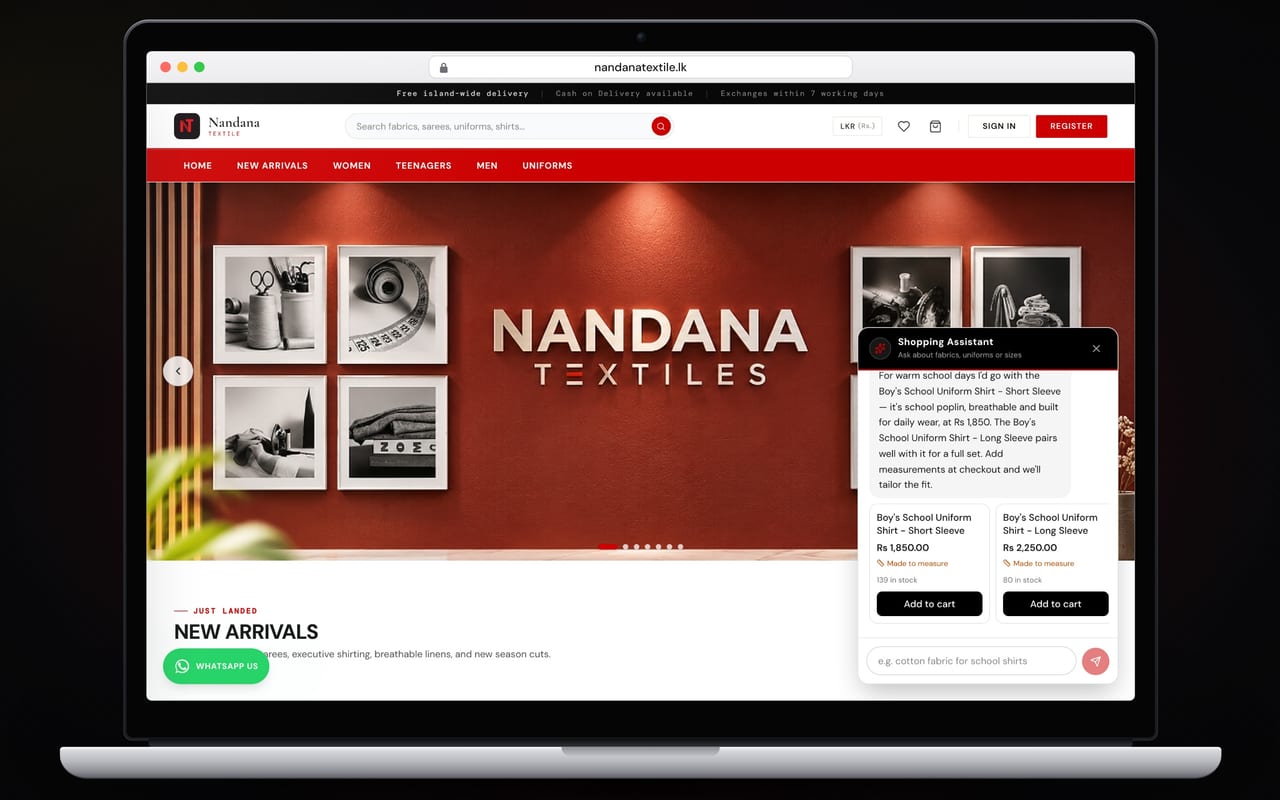 nandanatextile.lk
Free island-wide delivery | Cash on Delivery available | Exchanges within 7 working days
NT
Nandana
TEXTILE
Search fabrics, sarees, uniforms, shirts...
LKR (Rs.)
SIGN IN
REGISTER
HOME NEW ARRIVALS WOMEN TEENAGERS MEN UNIFORMS
NANDANA
TEXTILES
Shopping Assistant
Ask about fabrics, uniforms or sizes
For warm school days I'd go with the
Boy's School Uniform Shirt - Short Sleeve
— it's school poplin, breathable and built
for daily wear, at Rs 1,850. The Boy's
School Uniform Shirt - Long Sleeve pairs
well with it for a full set. Add
measurements at checkout and we'll
tailor the fit.
Boy's School Uniform
Shirt - Short Sleeve
Rs 1,850.00
Made to measure
139 in stock
Add to cart
Boy's School Uniform
Shirt - Long Sleeve
Rs 2,250.00
Made to measure
80 in stock
Add to cart
e.g. cotton fabric for school shirts
JUST LANDED
NEW ARRIVALS
executive shirting, breathable linens, and new season cuts.
WHATSAPP US